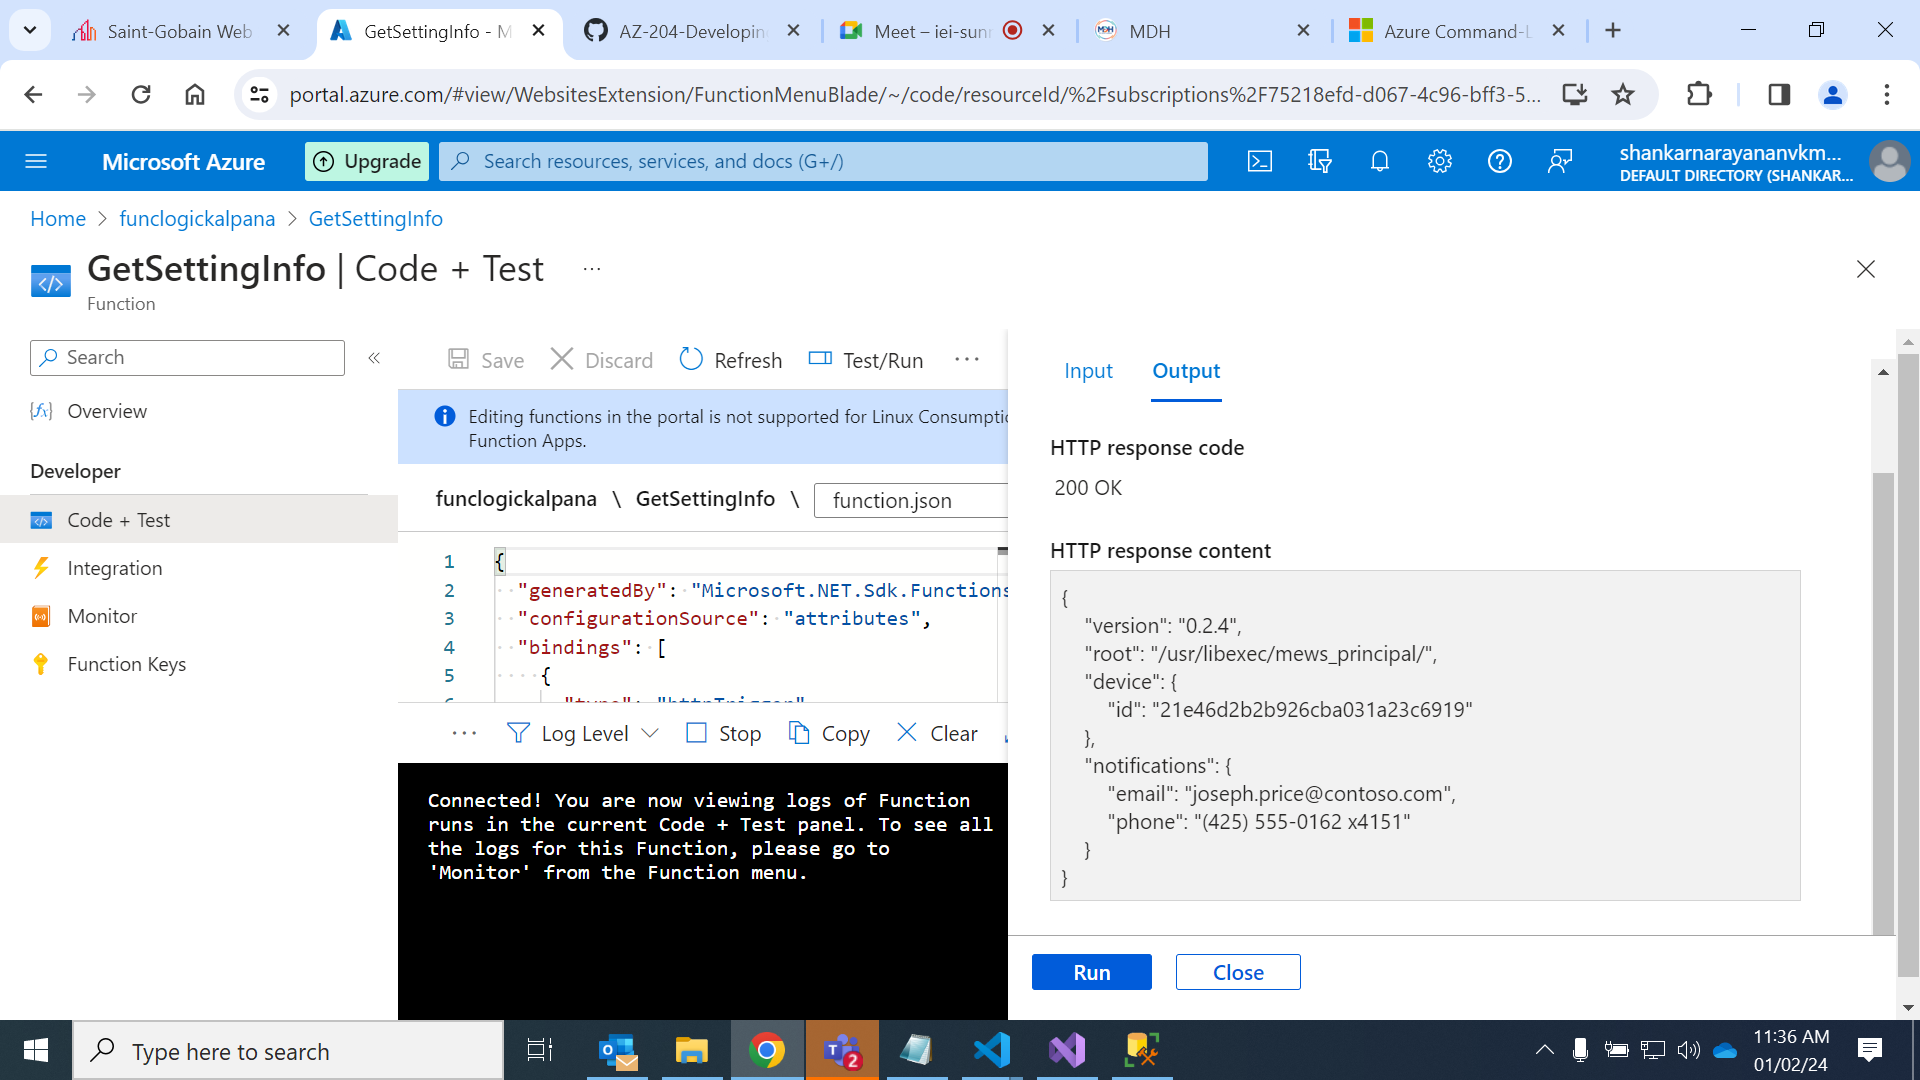 Saint-Gobain Web
GetSettingInfo - M
AZ-204-Developin
Meet – iei-sunr
MDH
Azure Command-L
portal.azure.com/#view/WebsitesExtension/FunctionMenuBlade/~/code/resourceId/%2Fsubscriptions%2F75218efd-d067-4c96-bff3-5...
Microsoft Azure
Upgrade
Search resources, services, and docs (G+/)
shankarnarayananvkm...
DEFAULT DIRECTORY (SHANKAR...
Home > funclogickalpana > GetSettingInfo
GetSettingInfo | Code + Test ...
Function
Search
Overview
Developer
Code + Test
Integration
Monitor
Function Keys
Save Discard Refresh Test/Run ...
Editing functions in the portal is not supported for Linux Consumptio
Function Apps.
funclogickalpana \ GetSettingInfo \ function.json
1 {
2 "generatedBy": "Microsoft.NET.Sdk.Functions
3 "configurationSource": "attributes",
4 "bindings": [
5 {
6 "type": "httpTrigger"
... Log Level Stop Copy Clear
Connected! You are now viewing logs of Function
runs in the current Code + Test panel. To see all
the logs for this Function, please go to
'Monitor' from the Function menu.
Input Output
HTTP response code
200 OK
HTTP response content
{
"version": "0.2.4",
"root": "/usr/libexec/mews_principal/",
"device": {
"id": "21e46d2b2b926cba031a23c6919"
},
"notifications": {
"email": "joseph.price@contoso.com",
"phone": "(425) 555-0162 x4151"
}
}
Run Close
Type here to search
2
11:36 AM
01/02/24